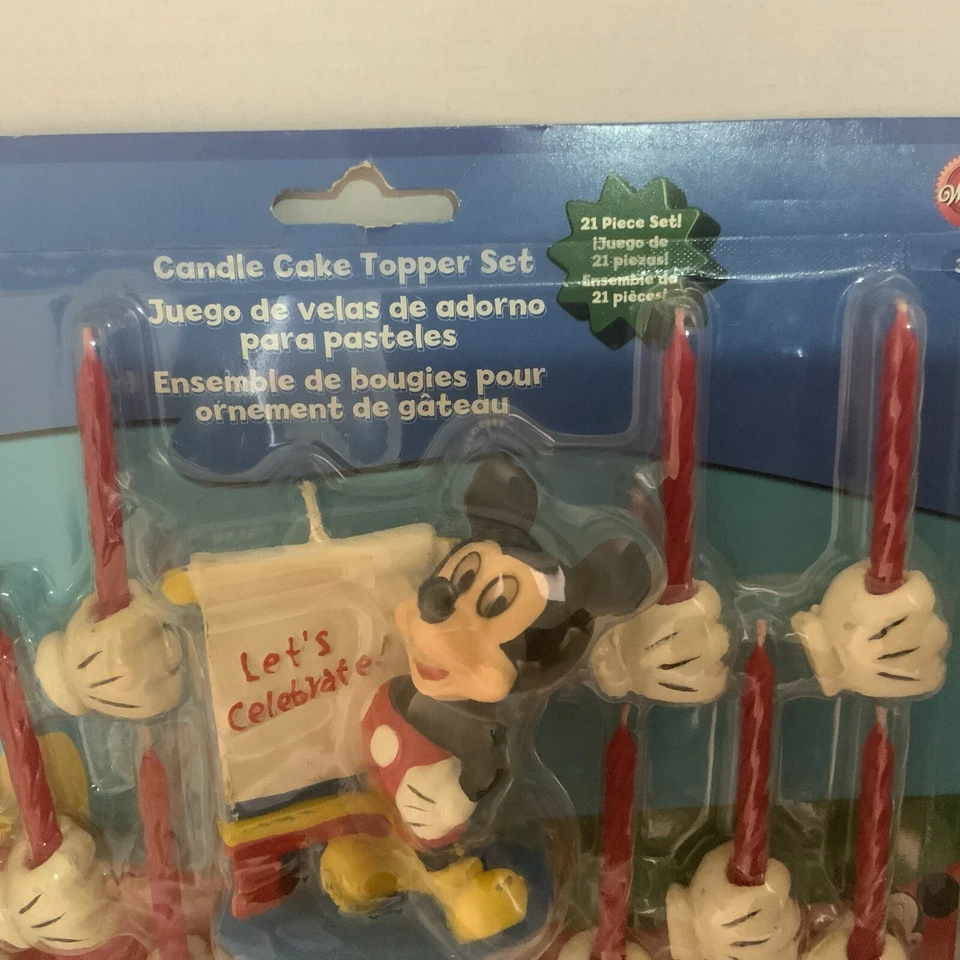 Candle Cake Topper Set
Juego de velas de adorno
para pasteles
Ensemble de bougies pour
ornement de gâteau
21 Piece Set!
¡Juego de
21 piezas!
Ensemble de
21 pièces!
Let's
Celebrate!